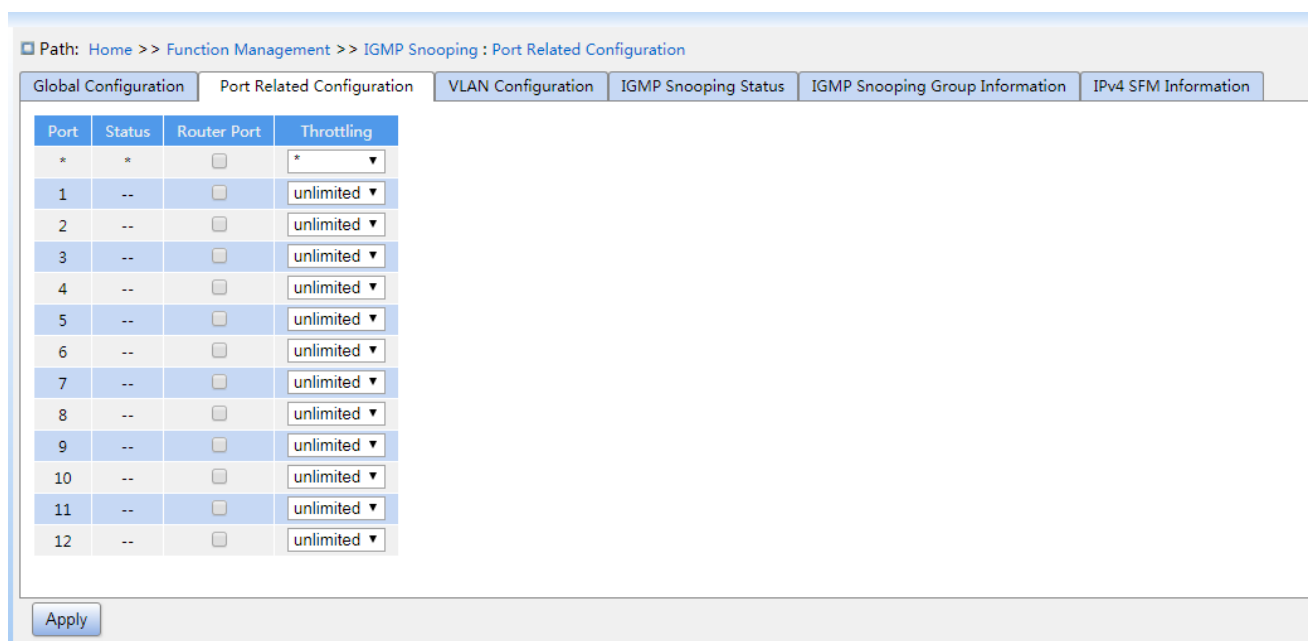 Path: Home >> Function Management >> IGMP Snooping : Port Related Configuration
Global Configuration Port Related Configuration VLAN Configuration IGMP Snooping Status IGMP Snooping Group Information IPv4 SFM Information
Port Status Router Port Throttling
* * *
1 -- unlimited
2 -- unlimited
3 -- unlimited
4 -- unlimited
5 -- unlimited
6 -- unlimited
7 -- unlimited
8 -- unlimited
9 -- unlimited
10 -- unlimited
11 -- unlimited
12 -- unlimited
Apply